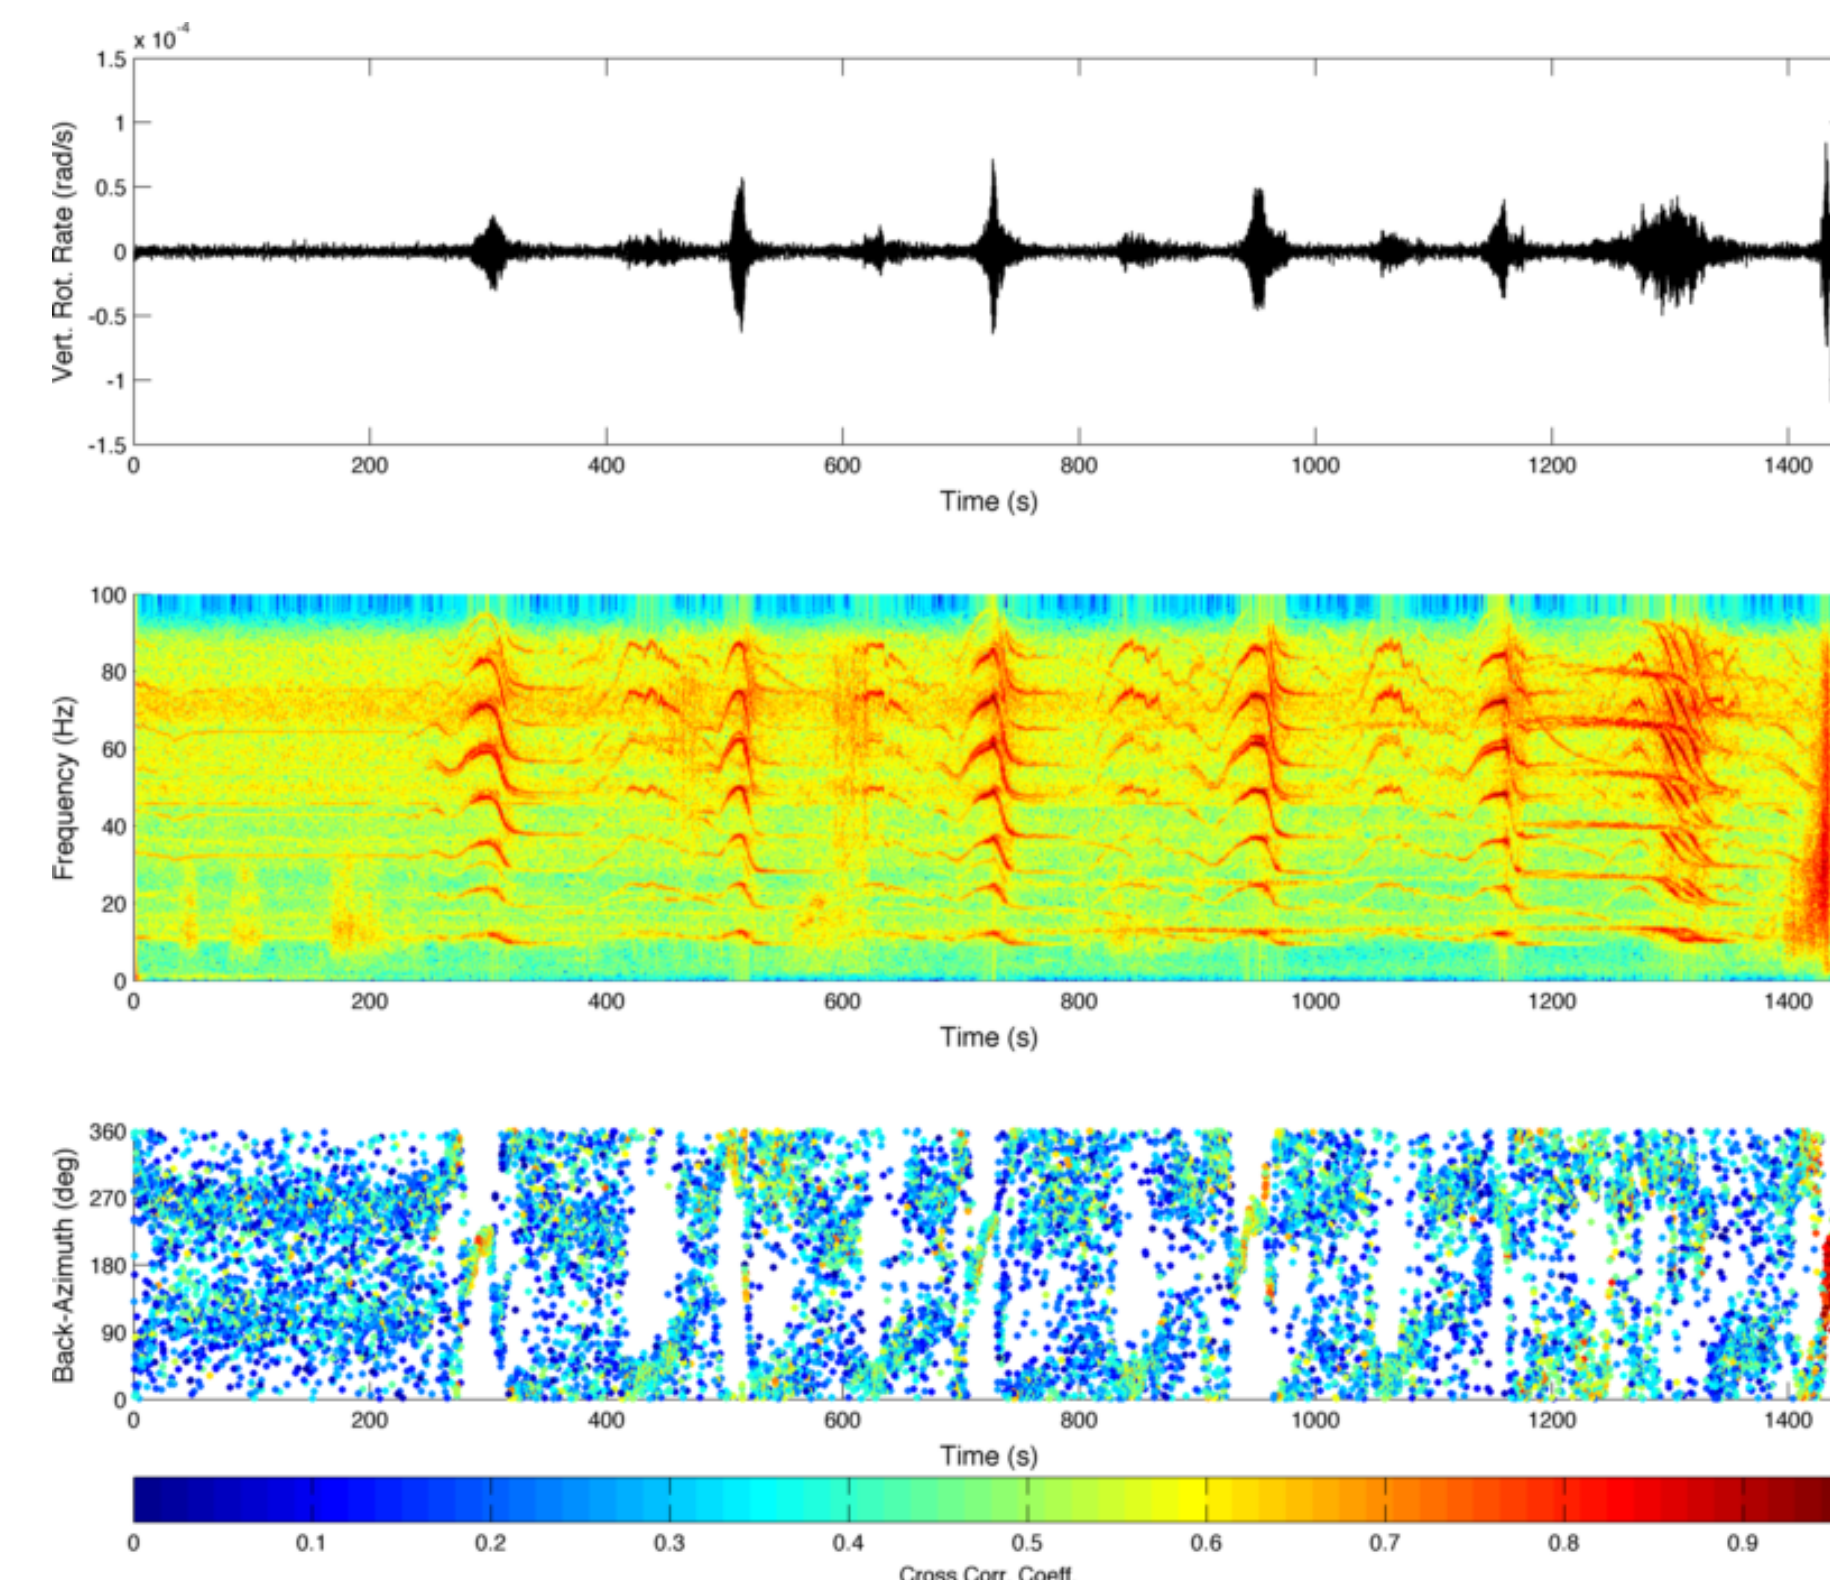 x 10^-4
1.5
1
0.5
0
-0.5
-1
-1.5
Vert. Rot. Rate (rad/s)
0 200 400 600 800 1000 1200 1400
Time (s)
100
80
60
40
20
0
Frequency (Hz)
0 200 400 600 800 1000 1200 1400
Time (s)
360
270
180
90
0
Back-Azimuth (deg)
0 200 400 600 800 1000 1200 1400
Time (s)
0 0.1 0.2 0.3 0.4 0.5 0.6 0.7 0.8 0.9
Cross Corr. Coeff